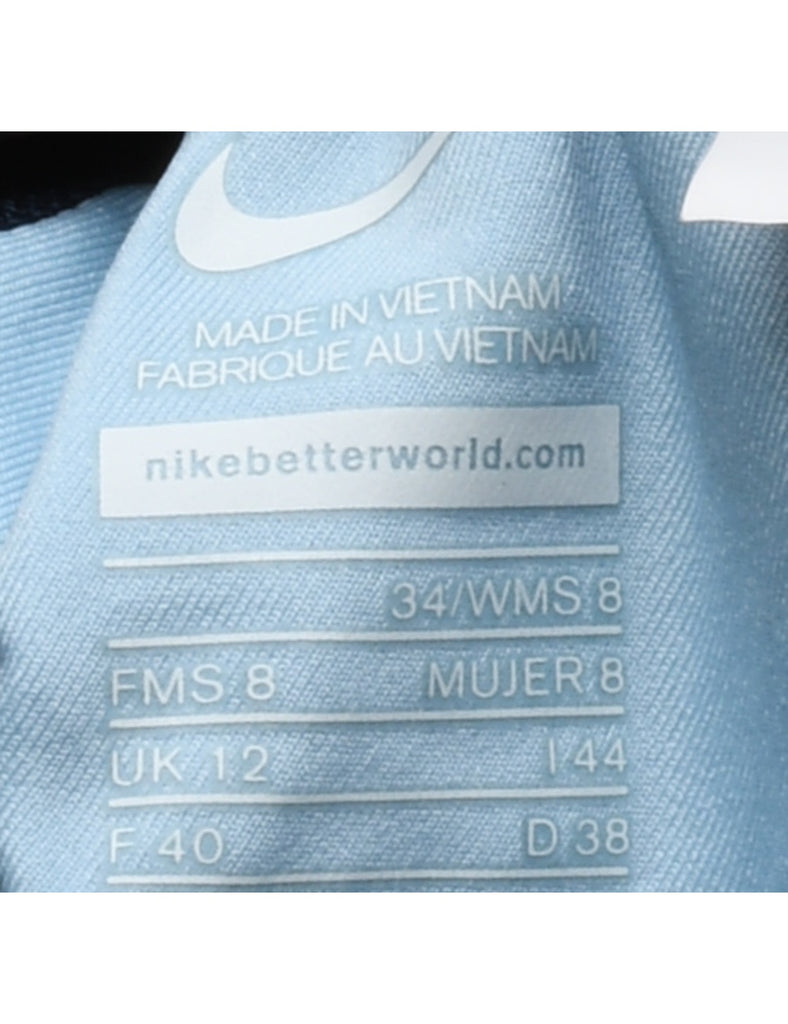 MADE IN VIETNAM
FABRIQUE AU VIETNAM
nikebetterworld.com
34/WMS 8
FMS 8 MUJER 8
UK 12 I 44
F 40 D 38